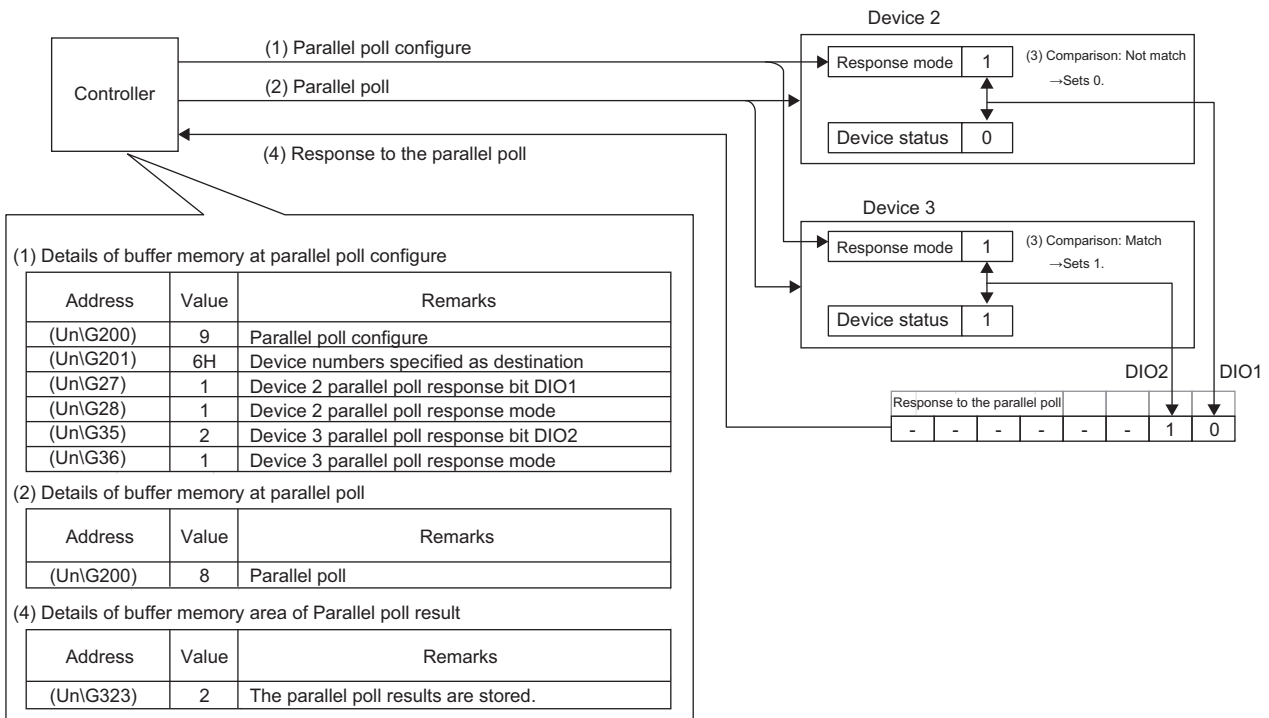 Device 2
(1) Parallel poll configure
Response mode 1
(3) Comparison: Not match
→Sets 0.
Controller
(2) Parallel poll
Device status 0
(4) Response to the parallel poll
Device 3
Response mode 1
(3) Comparison: Match
→Sets 1.
Device status 1
DIO2 DIO1
Response to the parallel poll
- - - - - - 1 0
(1) Details of buffer memory at parallel poll configure
Address Value Remarks
(Un\G200) 9 Parallel poll configure
(Un\G201) 6H Device numbers specified as destination
(Un\G27) 1 Device 2 parallel poll response bit DIO1
(Un\G28) 1 Device 2 parallel poll response mode
(Un\G35) 2 Device 3 parallel poll response bit DIO2
(Un\G36) 1 Device 3 parallel poll response mode
(2) Details of buffer memory at parallel poll
Address Value Remarks
(Un\G200) 8 Parallel poll
(4) Details of buffer memory area of Parallel poll result
Address Value Remarks
(Un\G323) 2 The parallel poll results are stored.